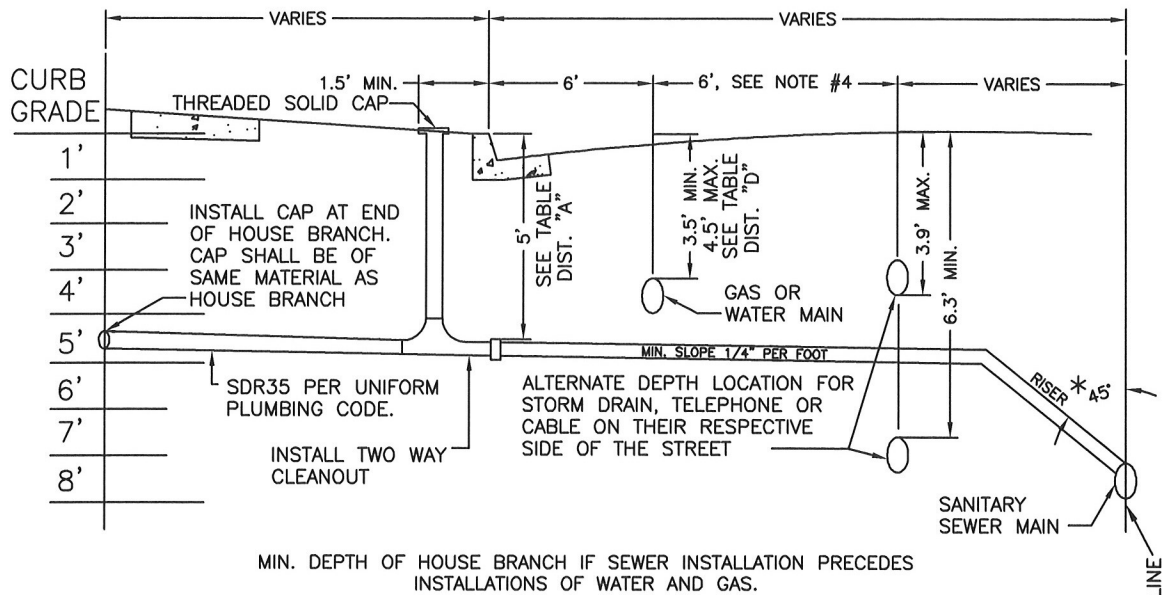 VARIES
VARIES
CURB
GRADE
1.5' MIN.
6'
6', SEE NOTE #4
VARIES
THREADED SOLID CAP
1'
2'
3'
4'
5'
6'
7'
8'
INSTALL CAP AT END
OF HOUSE BRANCH.
CAP SHALL BE OF
SAME MATERIAL AS
HOUSE BRANCH
5'
SEE TABLE
DIST. "A"
3.5' MIN.
4.5' MAX.
SEE TABLE
DIST. "D"
3.9' MAX.
6.3' MIN.
GAS OR
WATER MAIN
MIN. SLOPE 1/4" PER FOOT
SDR35 PER UNIFORM
PLUMBING CODE.
INSTALL TWO WAY
CLEANOUT
ALTERNATE DEPTH LOCATION FOR
STORM DRAIN, TELEPHONE OR
CABLE ON THEIR RESPECTIVE
SIDE OF THE STREET
RISER * 45°
SANITARY
SEWER MAIN
LINE
MIN. DEPTH OF HOUSE BRANCH IF SEWER INSTALLATION PRECEDES
INSTALLATIONS OF WATER AND GAS.